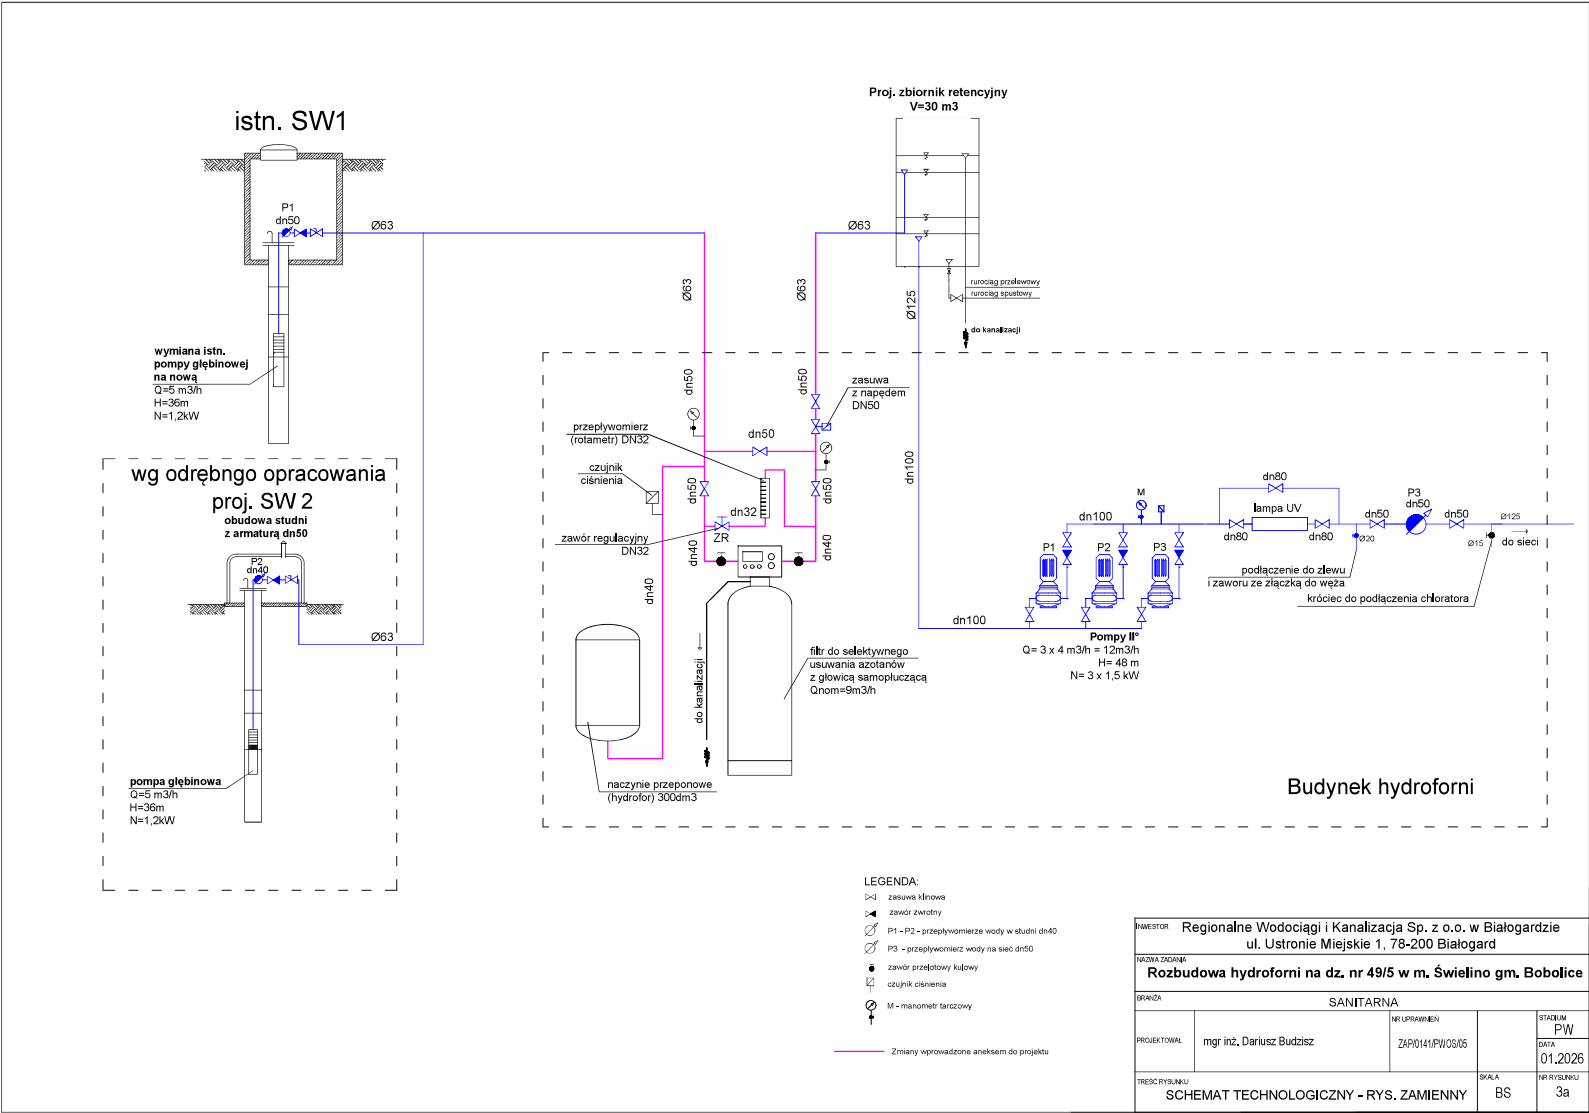 istn. SW1
P1
dn50
Ø63
wymiana istn.
pompy głębinowej
na nową
Q=5 m3/h
H=36m
N=1,2kW
wg odrębngo opracowania
proj. SW 2
obudowa studni
z armaturą dn50
P2
dn40
Ø63
pompa głębinowa
Q=5 m3/h
H=36m
N=1,2kW
Proj. zbiornik retencyjny
V=30 m3
Ø63
Ø63
Ø63
Ø125
rurociąg przelewowy
rurociąg spustowy
do kanalizacji
dn50
dn50
zasuwa
z napędem
DN50
przepływomierz
(rotametr) DN32
dn50
czujnik
ciśnienia
dn50
dn50
dn32
ZR
zawór regulacyjny
DN32
dn40
dn40
dn40
do kanalizacji
filtr do selektywnego
usuwania azotanów
z głowicą samopłuczącą
Qnom=9m3/h
naczynie przeponowe
(hydrofor) 300dm3
dn100
dn100
dn100
M
P1
P2
P3
Pompy II°
Q= 3 x 4 m3/h = 12m3/h
H= 48 m
N= 3 x 1,5 kW
dn80
lampa UV
dn80
dn80
P3
dn50
dn50
dn50
Ø125
Ø20
Ø15
do sieci
podłączenie do zlewu
i zaworu ze złączką do węża
króciec do podłączenia chloratora
Budynek hydroforni
LEGENDA:
zasuwa klinowa
zawór zwrotny
P1 - P2 - przepływomierze wody w studni dn40
P3 - przepływomierz wody na sieć dn50
zawór przelotowy kulowy
czujnik ciśnienia
M - manometr tarczowy
Zmiany wprowadzone aneksem do projektu
INWESTOR
Regionalne Wodociągi i Kanalizacja Sp. z o.o. w Białogardzie
ul. Ustronie Miejskie 1, 78-200 Białogard
NAZWA ZADANIA
Rozbudowa hydroforni na dz. nr 49/5 w m. Świelino gm. Bobolice
BRANŻA
SANITARNA
PROJEKTOWAŁ
mgr inż. Dariusz Budzisz
NR UPRAWNIEŃ
ZAP/0141/PWOS/05
STADIUM
PW
DATA
01.2026
TREŚĆ RYSUNKU
SCHEMAT TECHNOLOGICZNY - RYS. ZAMIENNY
SKALA
BS
NR RYSUNKU
3a